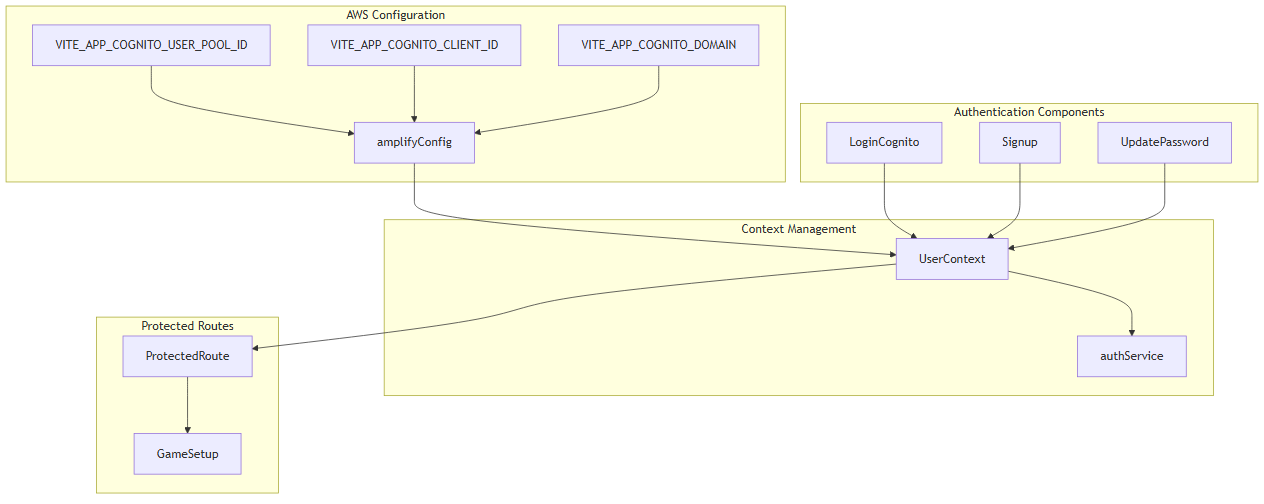 AWS Configuration
VITE_APP_COGNITO_USER_POOL_ID
VITE_APP_COGNITO_CLIENT_ID
VITE_APP_COGNITO_DOMAIN
amplifyConfig
Authentication Components
LoginCognito
Signup
UpdatePassword
Context Management
UserContext
authService
Protected Routes
ProtectedRoute
GameSetup